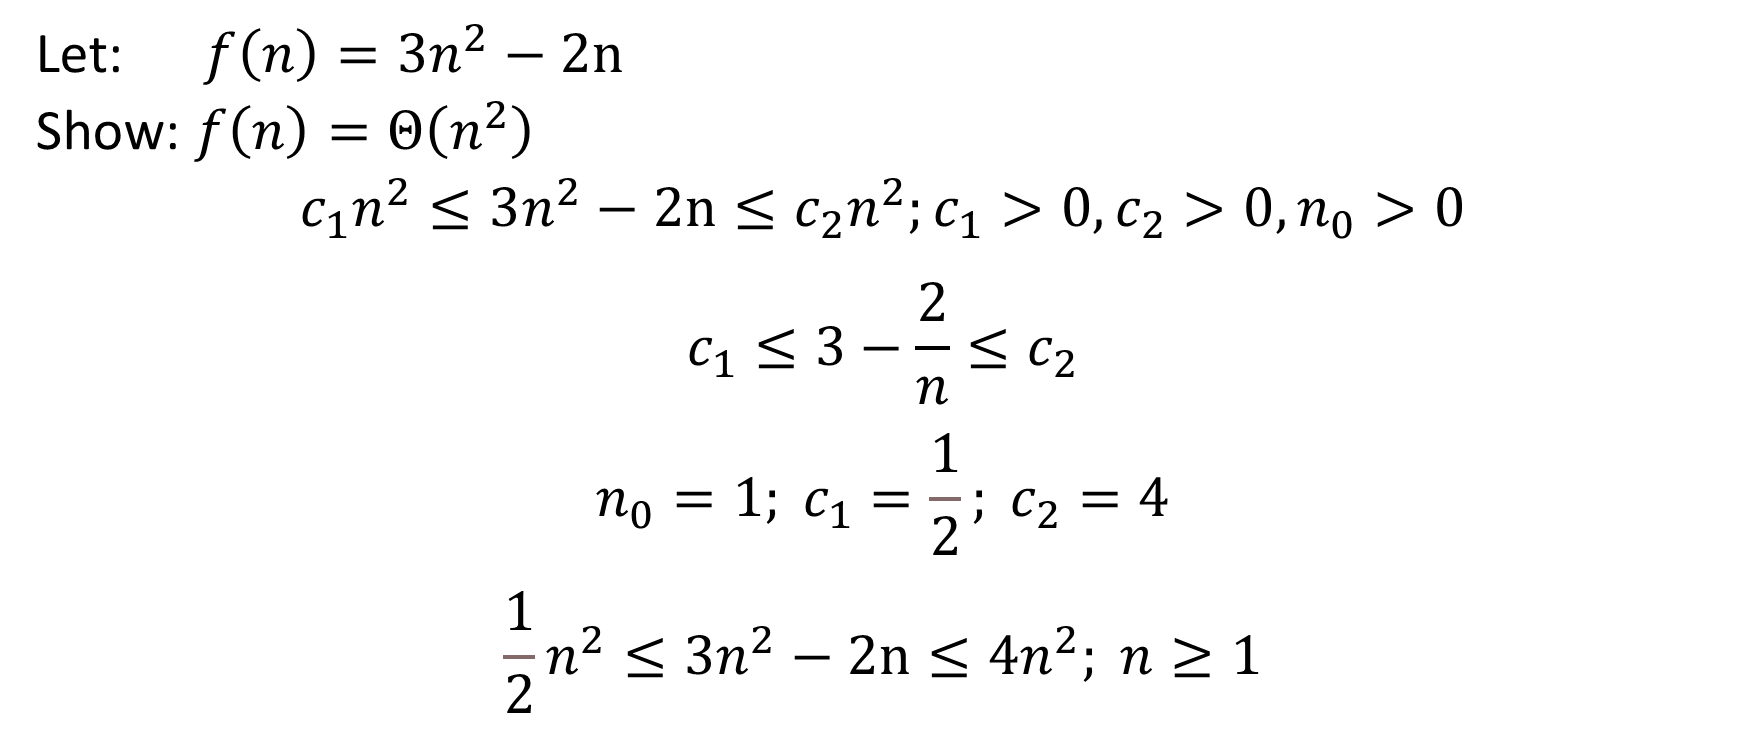 Let: f(n) = 3n² − 2n
Show: f(n) = Θ(n²)
c₁n² ≤ 3n² − 2n ≤ c₂n²; c₁ > 0, c₂ > 0, n₀ > 0
c₁ ≤ 3 − 2/n ≤ c₂
n₀ = 1; c₁ = 1/2; c₂ = 4
1/2 n² ≤ 3n² − 2n ≤ 4n²; n ≥ 1